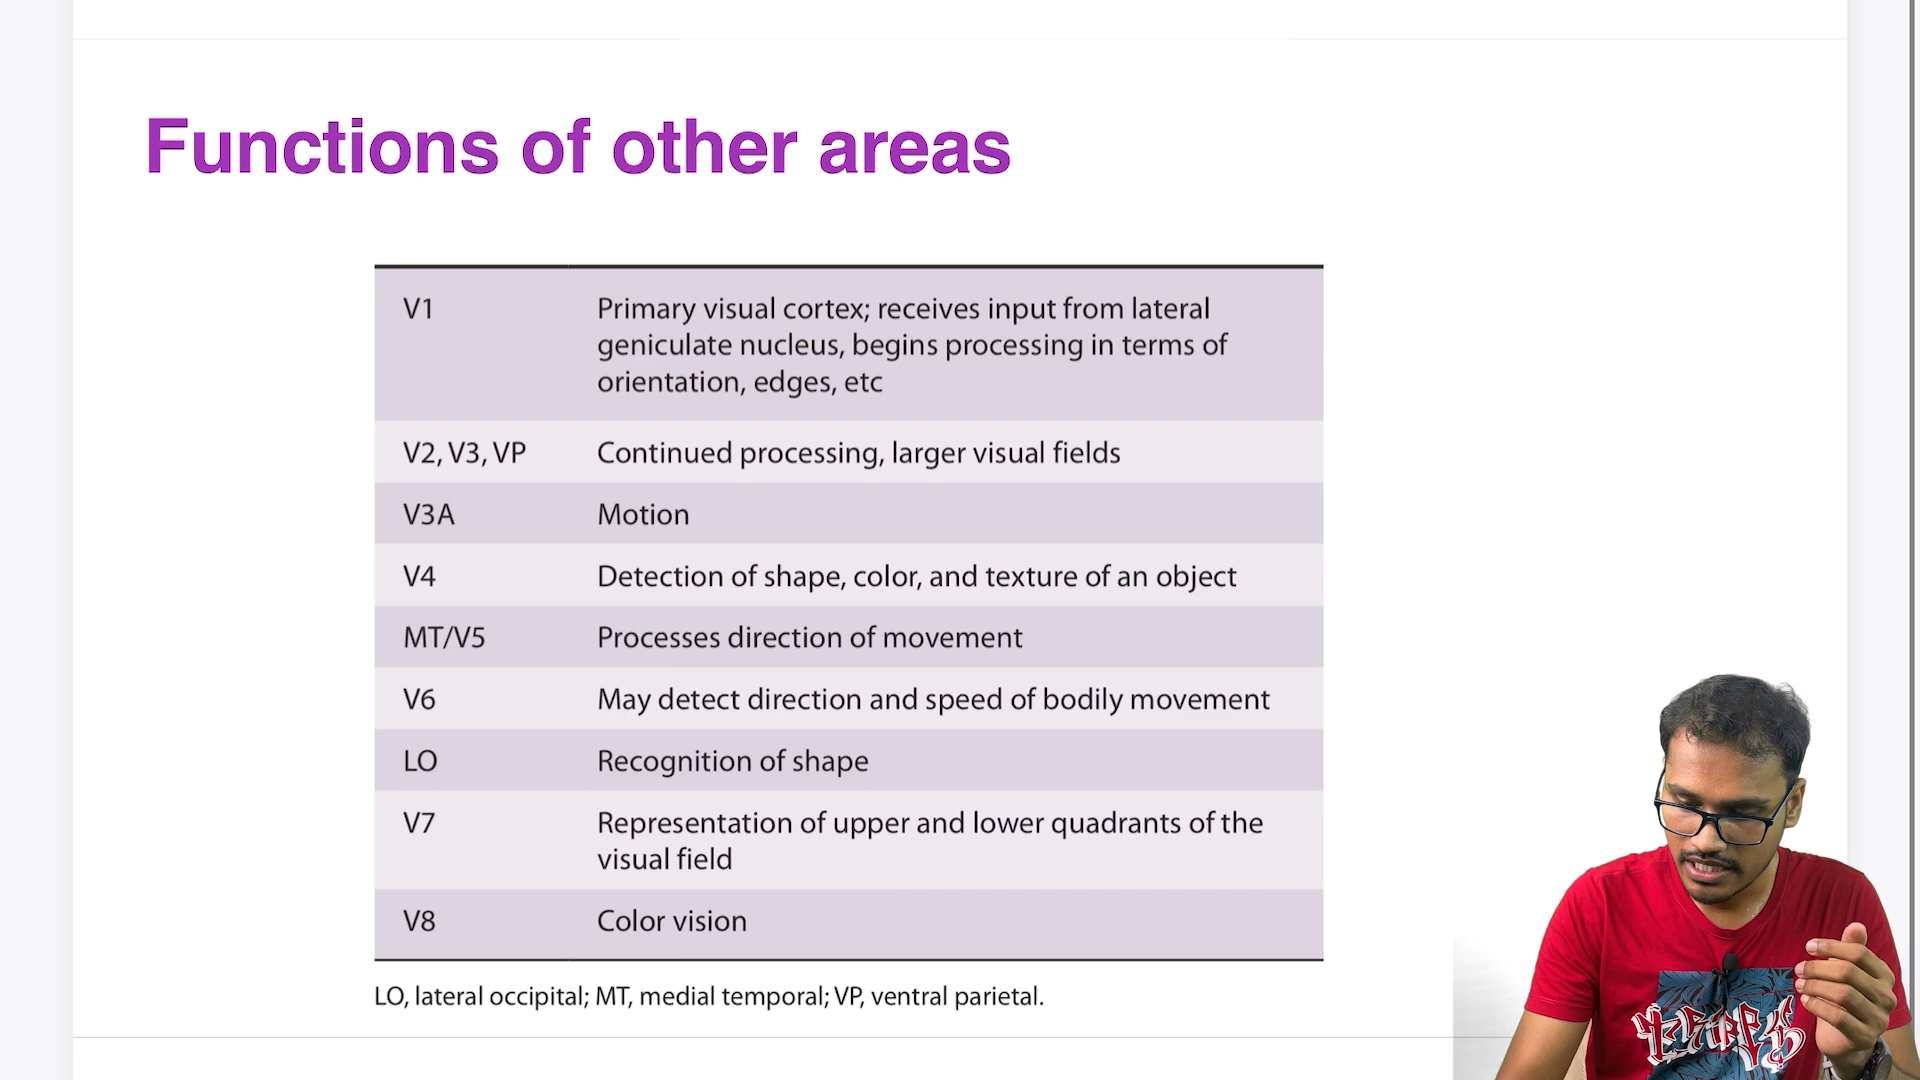 Functions of other areas
V1 Primary visual cortex; receives input from lateral
geniculate nucleus, begins processing in terms of
orientation, edges, etc
V2, V3, VP Continued processing, larger visual fields
V3A Motion
V4 Detection of shape, color, and texture of an object
MT/V5 Processes direction of movement
V6 May detect direction and speed of bodily movement
LO Recognition of shape
V7 Representation of upper and lower quadrants of the
visual field
V8 Color vision
LO, lateral occipital; MT, medial temporal; VP, ventral parietal.